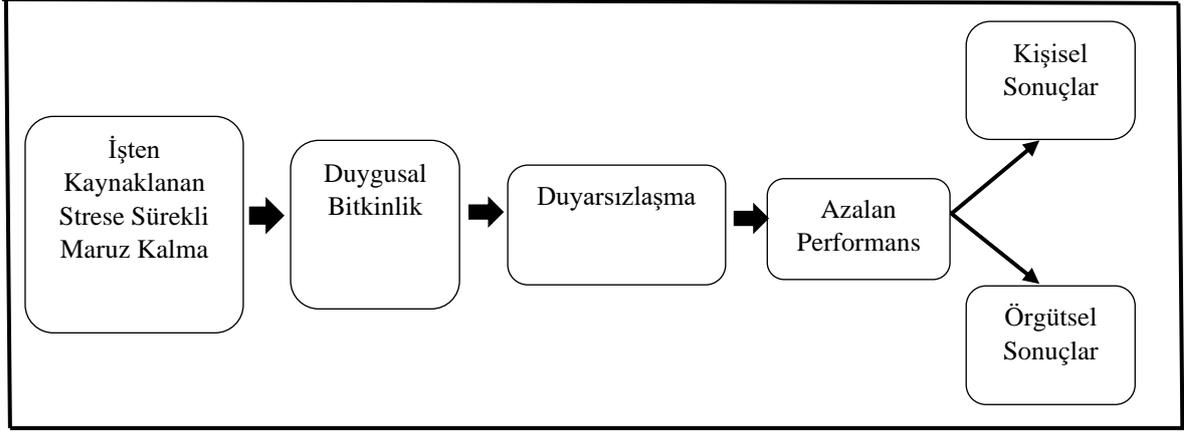 İşten
Kaynaklanan
Strese Sürekli
Maruz Kalma
Duygusal
Bitkinlik
Duyarsızlaşma
Azalan
Performans
Kişisel
Sonuçlar
Örgütsel
Sonuçlar